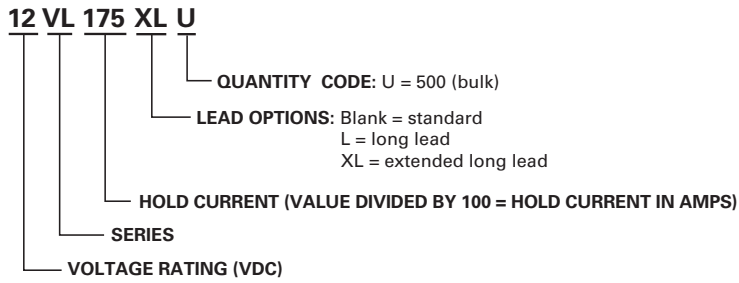 12 VL 175 XL U
QUANTITY CODE: U = 500 (bulk)
LEAD OPTIONS: Blank = standard
L = long lead
XL = extended long lead
HOLD CURRENT (VALUE DIVIDED BY 100 = HOLD CURRENT IN AMPS)
SERIES
VOLTAGE RATING (VDC)